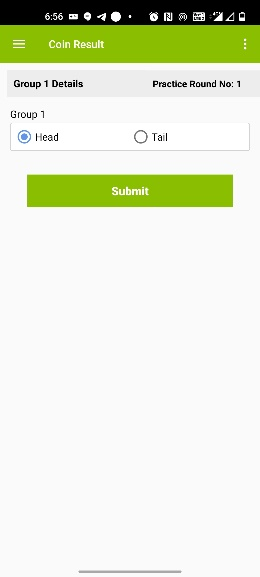 6:56
Coin Result
Group 1 Details Practice Round No: 1
Group 1
Head Tail
Submit